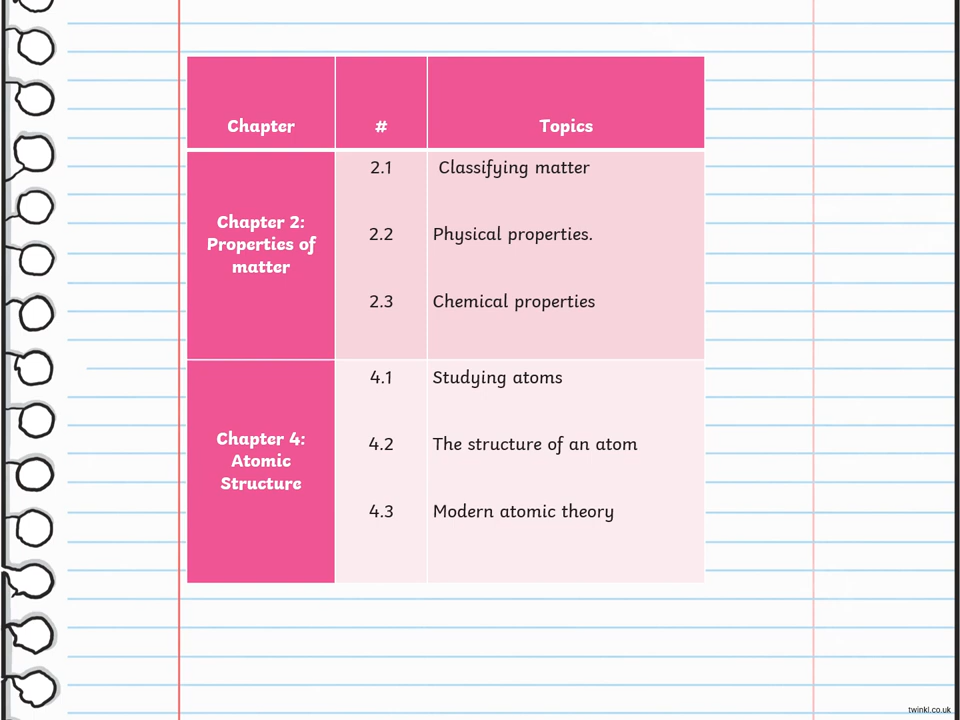 Chapter # Topics
2.1 Classifying matter
Chapter 2:
Properties of
matter
2.2 Physical properties.
2.3 Chemical properties
4.1 Studying atoms
Chapter 4:
Atomic
Structure
4.2 The structure of an atom
4.3 Modern atomic theory
twinkl.co.uk